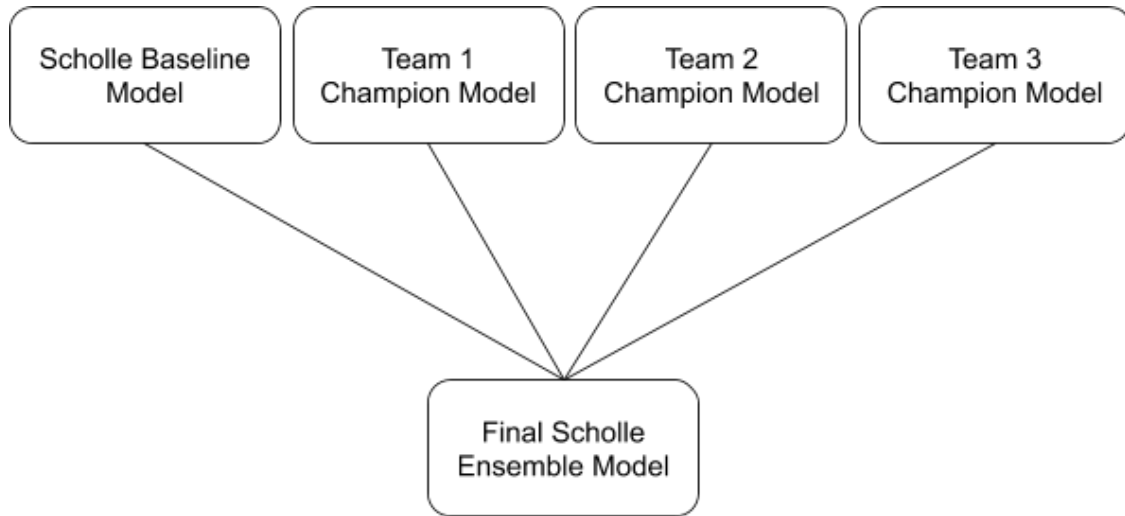 Scholle Baseline
Model
Team 1
Champion Model
Team 2
Champion Model
Team 3
Champion Model
Final Scholle
Ensemble Model